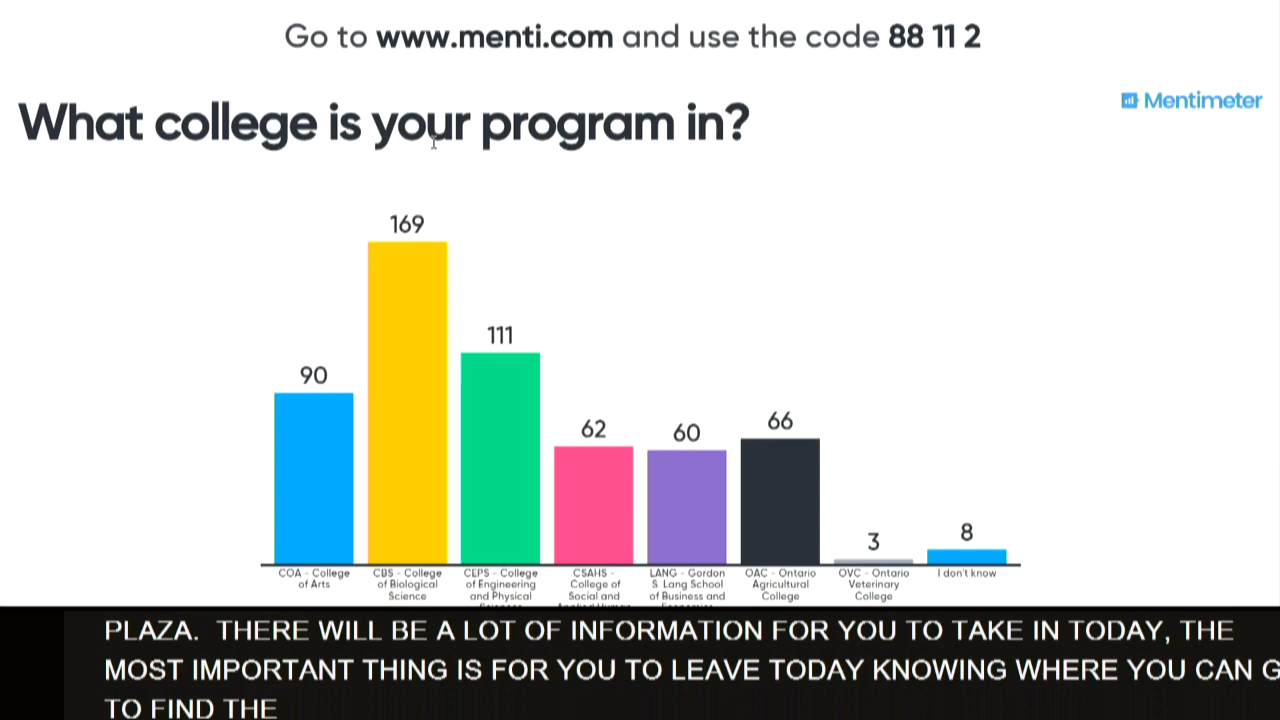 Go to www.menti.com and use the code 88 11 2
Mentimeter
What college is your program in?
169
111
90
62
60
66
3
8
COA - College
of Arts
CBS - College
of Biological
Science
CEPS - College
of Engineering
and Physical
CSAHS -
College of
Social and
LANG - Gordon
S. Lang School
of Business and
OAC - Ontario
Agricultural
College
OVC - Ontario
Veterinary
College
I don't know
PLAZA. THERE WILL BE A LOT OF INFORMATION FOR YOU TO TAKE IN TODAY, THE
MOST IMPORTANT THING IS FOR YOU TO LEAVE TODAY KNOWING WHERE YOU CAN G
TO FIND THE